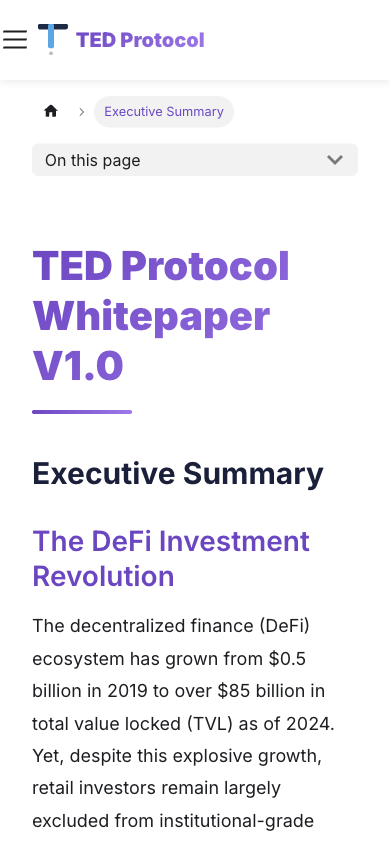 TED Protocol
Executive Summary
On this page
TED Protocol
Whitepaper
V1.0
Executive Summary
The DeFi Investment
Revolution
The decentralized finance (DeFi)
ecosystem has grown from $0.5
billion in 2019 to over $85 billion in
total value locked (TVL) as of 2024.
Yet, despite this explosive growth,
retail investors remain largely
excluded from institutional-grade